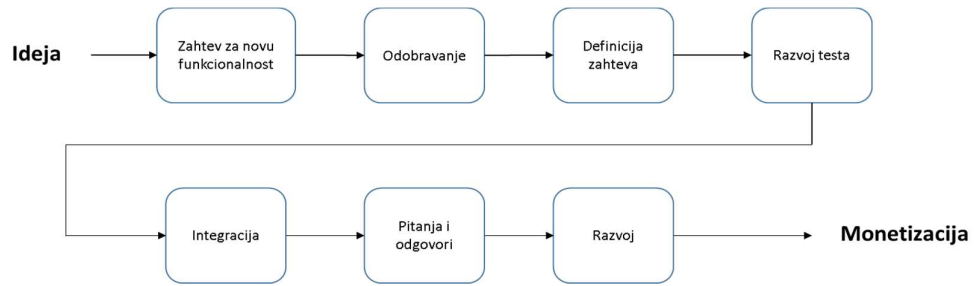 Ideja
Zahtev za novu
funkcionalnost
Odobravanje
Definicija
zahteva
Razvoj testa
Integracija
Pitanja i
odgovori
Razvoj
Monetizacija